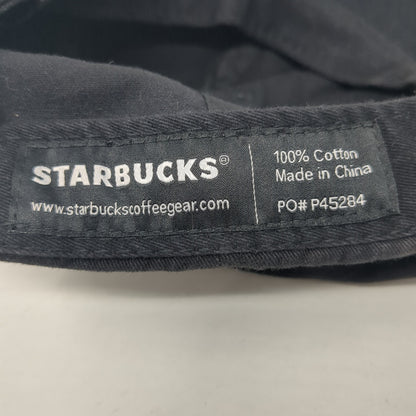 STARBUCKS®
www.starbuckscoffeegear.com
100% Cotton
Made in China
PO# P45284